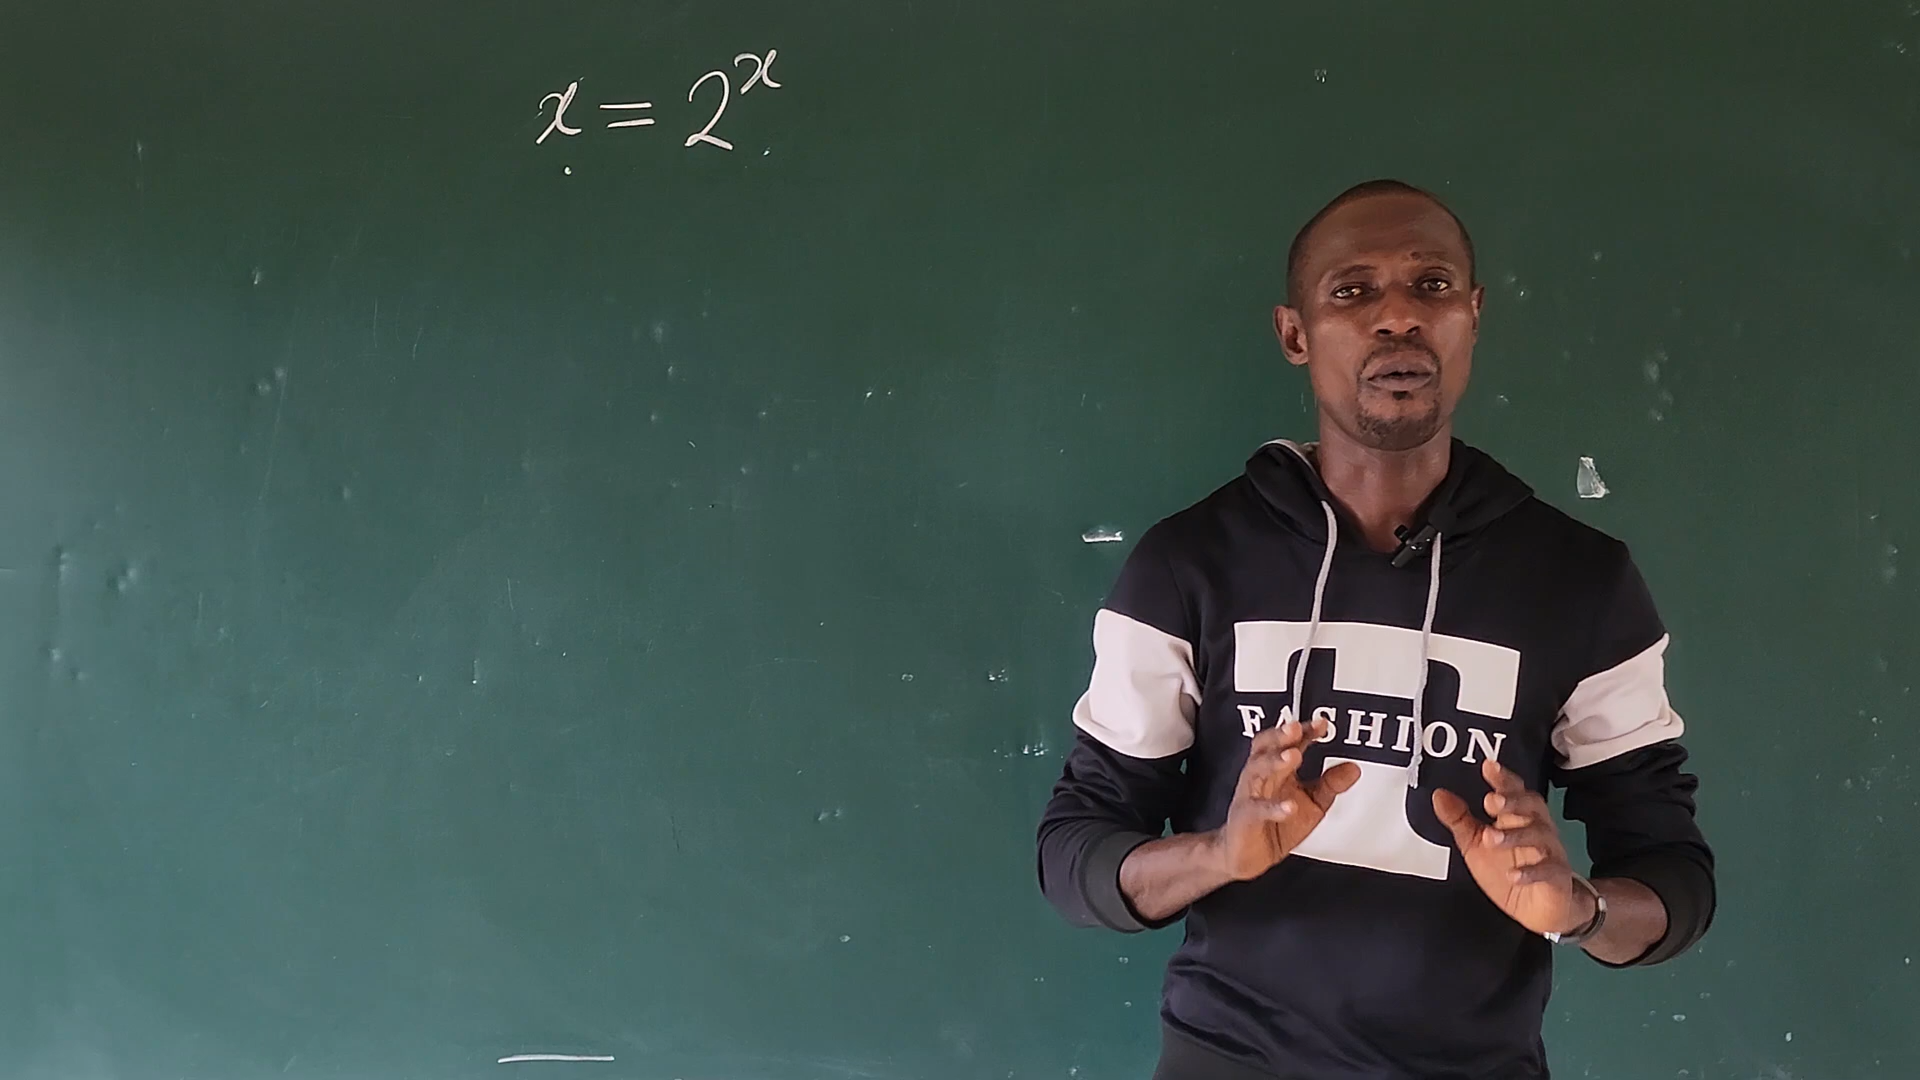 x = 2^x
T
FASHION